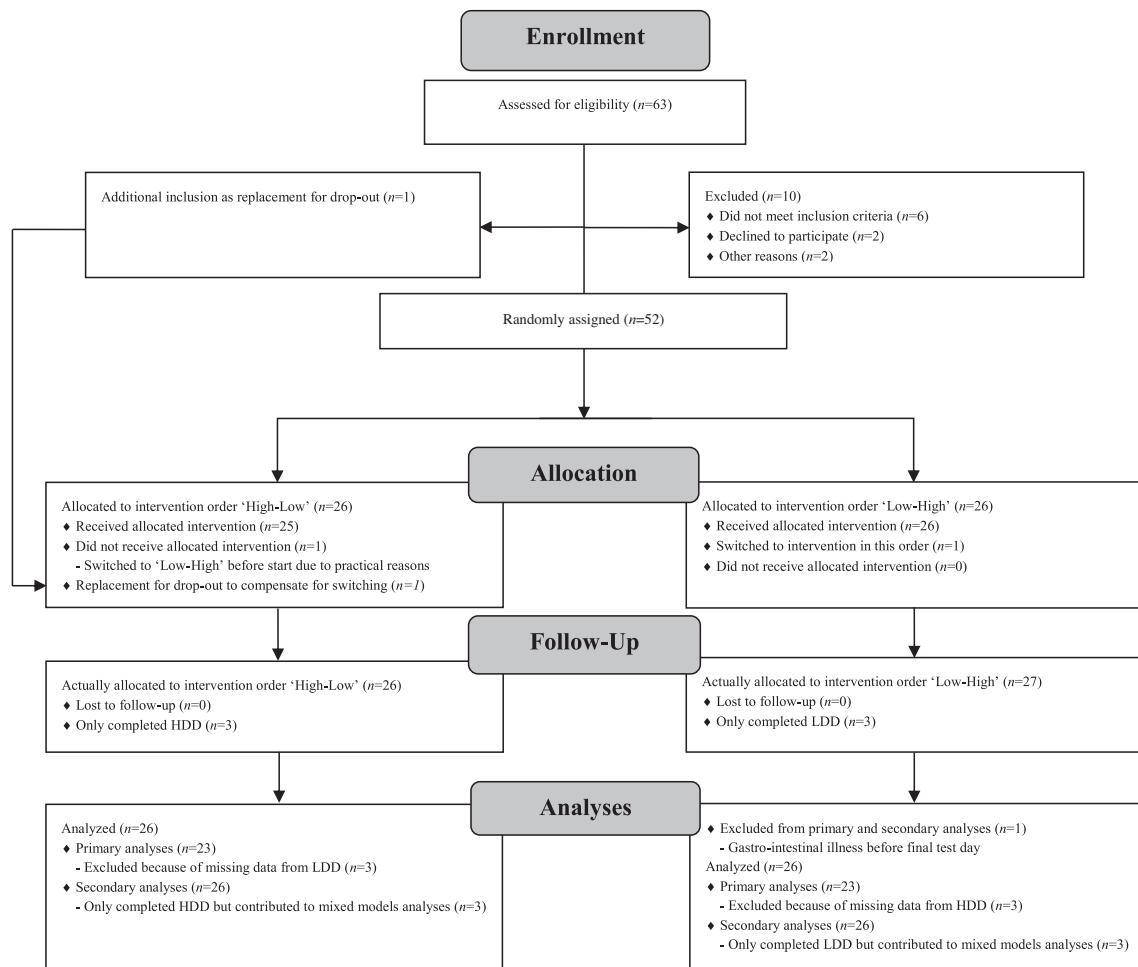 Enrollment
Assessed for eligibility (n=63)
Additional inclusion as replacement for drop-out (n=1)
Excluded (n=10)
♦ Did not meet inclusion criteria (n=6)
♦ Declined to participate (n=2)
♦ Other reasons (n=2)
Randomly assigned (n=52)
Allocation
Allocated to intervention order ‘High-Low’ (n=26)
♦ Received allocated intervention (n=25)
♦ Did not receive allocated intervention (n=1)
- Switched to ‘Low-High’ before start due to practical reasons
♦ Replacement for drop-out to compensate for switching (n=1)
Allocated to intervention order ‘Low-High’ (n=26)
♦ Received allocated intervention (n=26)
♦ Switched to intervention in this order (n=1)
♦ Did not receive allocated intervention (n=0)
Follow-Up
Actually allocated to intervention order ‘High-Low’ (n=26)
♦ Lost to follow-up (n=0)
♦ Only completed HDD (n=3)
Actually allocated to intervention order ‘Low-High’ (n=27)
♦ Lost to follow-up (n=0)
♦ Only completed LDD (n=3)
Analyses
Analyzed (n=26)
♦ Primary analyses (n=23)
- Excluded because of missing data from LDD (n=3)
♦ Secondary analyses (n=26)
- Only completed HDD but contributed to mixed models analyses (n=3)
♦ Excluded from primary and secondary analyses (n=1)
- Gastro-intestinal illness before final test day
Analyzed (n=26)
♦ Primary analyses (n=23)
- Excluded because of missing data from HDD (n=3)
♦ Secondary analyses (n=26)
- Only completed LDD but contributed to mixed models analyses (n=3)